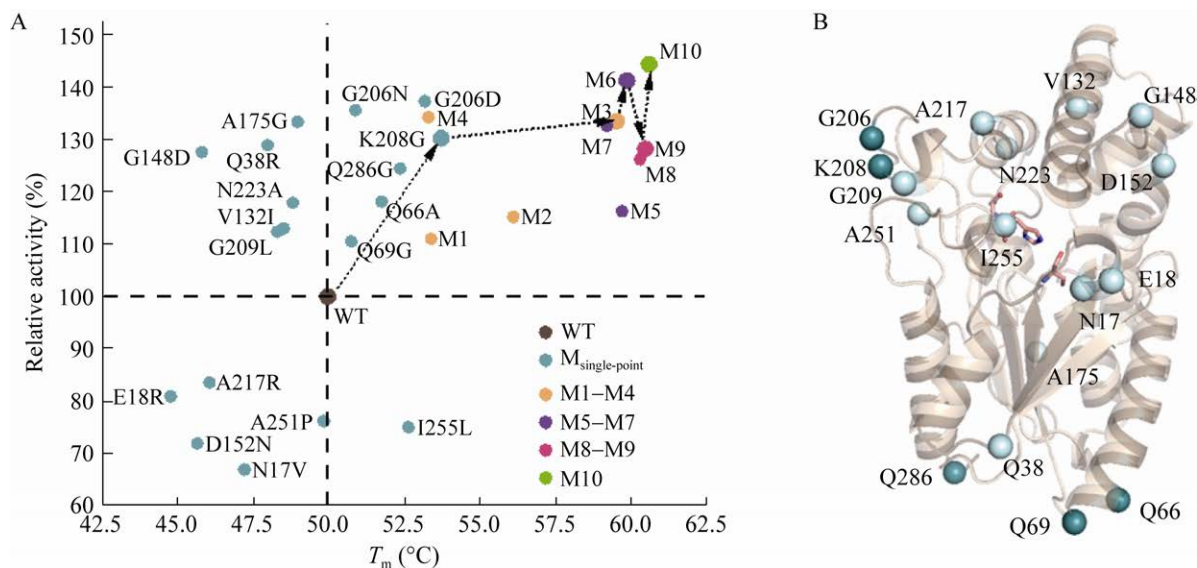 A
Relative activity (%)
150
140
130
120
110
100
90
80
70
60
42.5
45.0
47.5
50.0
52.5
55.0
57.5
60.0
62.5
Tm (°C)
G206N
G206D
M4
A175G
K208G
G148D
Q38R
Q286G
N223A
V132I
Q66A
G209L
Q69G
M1
M2
M3
M5
M6
M7
M8
M9
M10
WT
E18R
A217R
A251P
D152N
N17V
I255L
WT
Msingle-point
M1–M4
M5–M7
M8–M9
M10
B
V132
G148
A217
G206
K208
N223
D152
G209
A251
I255
E18
N17
A175
Q38
Q286
Q66
Q69